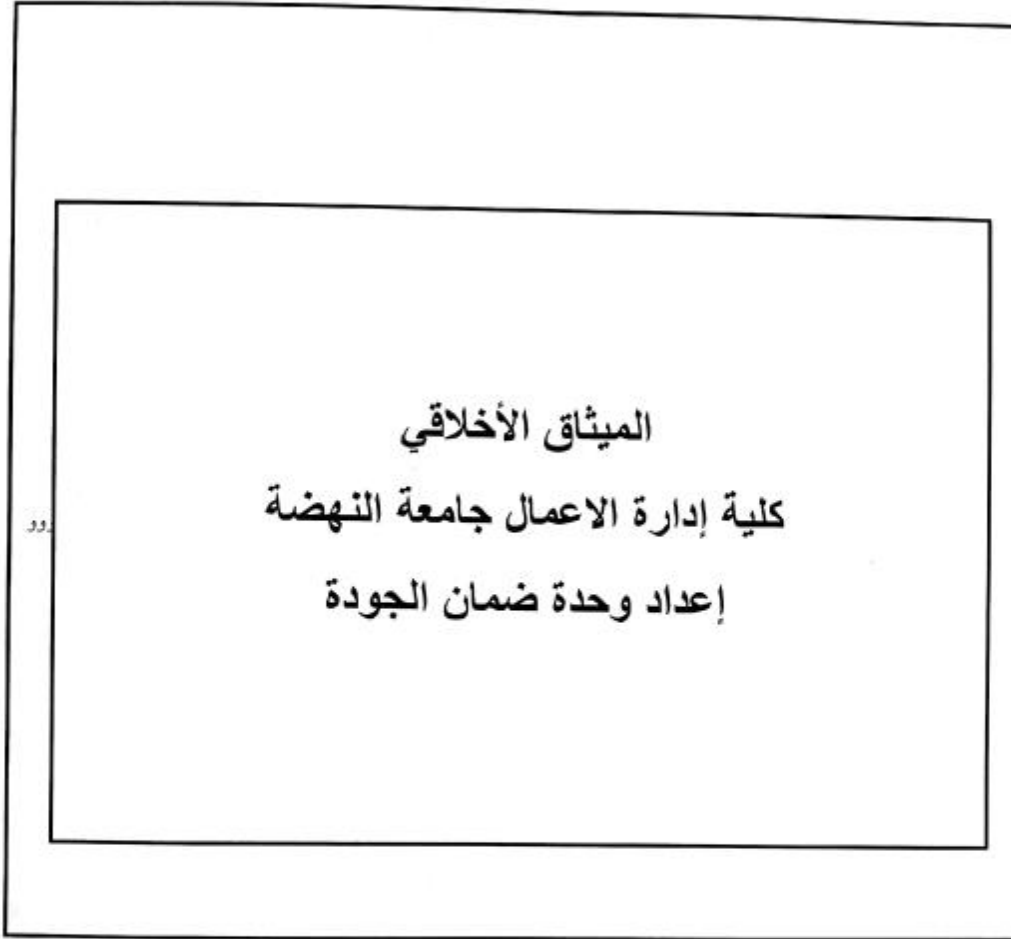 الميثاق الأخلاقي
كلية إدارة الاعمال جامعة النهضة
إعداد وحدة ضمان الجودة